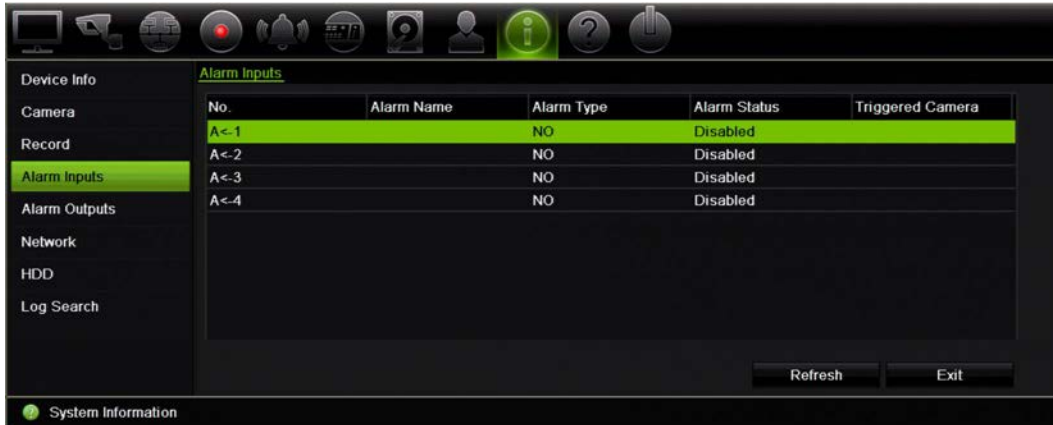 Device Info
Camera
Record
Alarm Inputs
Alarm Outputs
Network
HDD
Log Search
Alarm Inputs
No. Alarm Name Alarm Type Alarm Status Triggered Camera
A<-1 NO Disabled
A<-2 NO Disabled
A<-3 NO Disabled
A<-4 NO Disabled
Refresh Exit
System Information